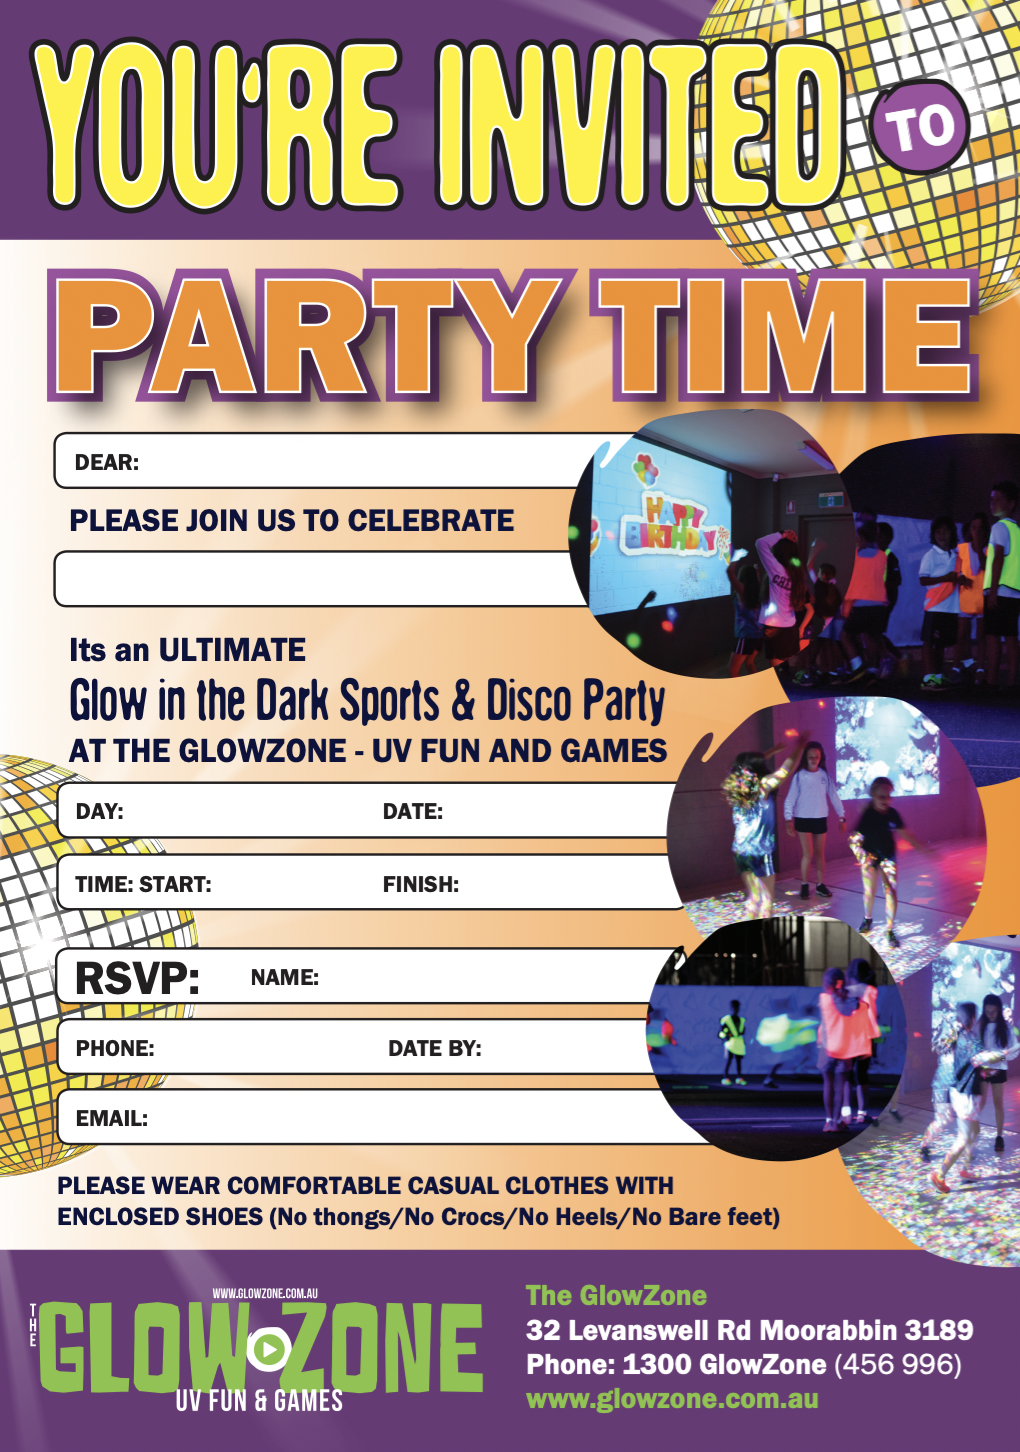 YOU'RE INVITED TO
PARTY TIME
DEAR:
PLEASE JOIN US TO CELEBRATE
HAPPY
BIRTHDAY
Its an ULTIMATE
Glow in the Dark Sports & Disco Party
AT THE GLOWZONE - UV FUN AND GAMES
DAY: DATE:
TIME: START: FINISH:
RSVP: NAME:
PHONE: DATE BY:
EMAIL:
PLEASE WEAR COMFORTABLE CASUAL CLOTHES WITH
ENCLOSED SHOES (No thongs/No Crocs/No Heels/No Bare feet)
WWW.GLOWZONE.COM.AU
THE GLOW ZONE
UV FUN & GAMES
The GlowZone
32 Levanswell Rd Moorabbin 3189
Phone: 1300 GlowZone (456 996)
www.glowzone.com.au